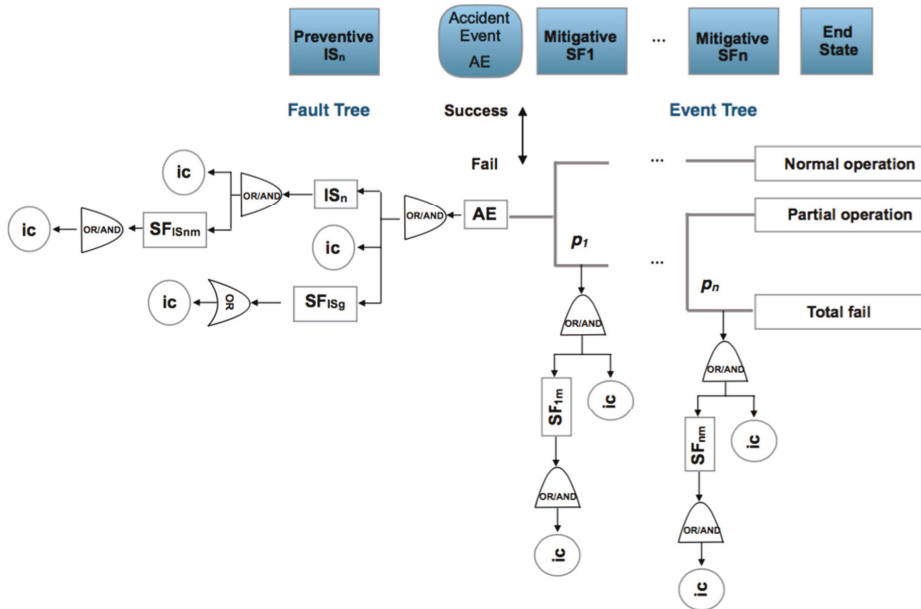 Preventive
ISn
Accident
Event
AE
Mitigative
SF1
...
Mitigative
SFn
End
State
Fault Tree
Success
Event Tree
Fail
...
Normal operation
ic
OR/AND
ISn
OR/AND
AE
Partial operation
ic
OR/AND
SFISnm
ic
p1
...
pn
ic
OR
SFISg
Total fail
OR/AND
OR/AND
SF1m
ic
SFnm
ic
OR/AND
OR/AND
ic
ic